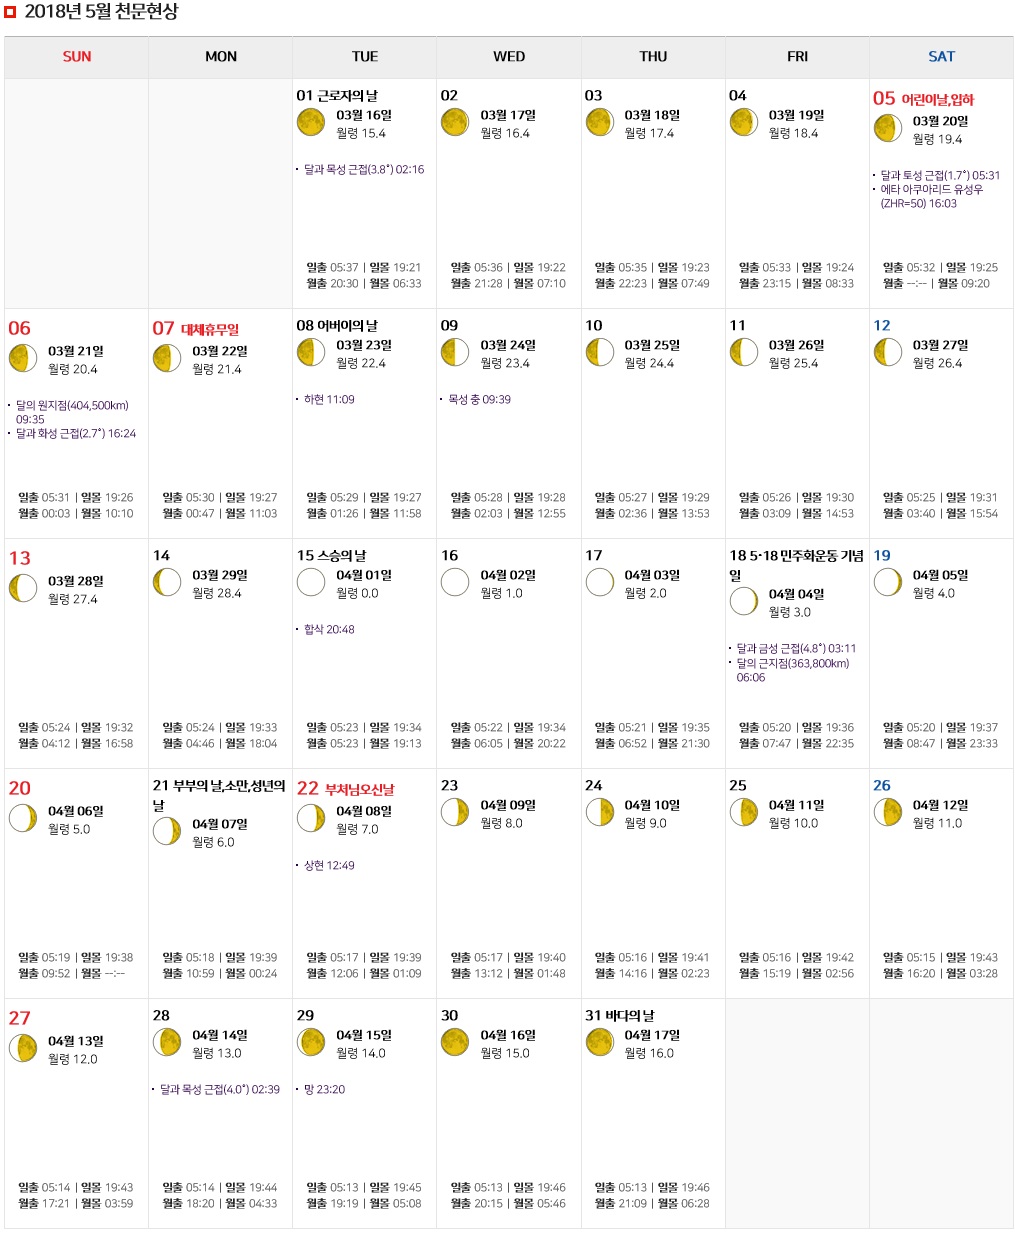 2018년 5월 천문현상
SUN
MON
TUE
WED
THU
FRI
SAT
01 근로자의 날
03월 16일
월령 15.4
· 달과 목성 근접(3.8˚) 02:16
일출 05:37 | 일몰 19:21
월출 20:30 | 월몰 06:33
02
03월 17일
월령 16.4
일출 05:36 | 일몰 19:22
월출 21:28 | 월몰 07:10
03
03월 18일
월령 17.4
일출 05:35 | 일몰 19:23
월출 22:23 | 월몰 07:49
04
03월 19일
월령 18.4
일출 05:33 | 일몰 19:24
월출 23:15 | 월몰 08:33
05 어린이날,입하
03월 20일
월령 19.4
· 달과 토성 근접(1.7˚) 05:31
· 에타 아쿠아리드 유성우
(ZHR=50) 16:03
일출 05:32 | 일몰 19:25
월출 --:-- | 월몰 09:20
06
03월 21일
월령 20.4
· 달의 원지점(404,500km)
09:35
· 달과 화성 근접(2.7˚) 16:24
일출 05:31 | 일몰 19:26
월출 00:03 | 월몰 10:10
07 대체휴무일
03월 22일
월령 21.4
일출 05:30 | 일몰 19:27
월출 00:47 | 월몰 11:03
08 어버이의 날
03월 23일
월령 22.4
· 하현 11:09
일출 05:29 | 일몰 19:27
월출 01:26 | 월몰 11:58
09
03월 24일
월령 23.4
· 목성 충 09:39
일출 05:28 | 일몰 19:28
월출 02:03 | 월몰 12:55
10
03월 25일
월령 24.4
일출 05:27 | 일몰 19:29
월출 02:36 | 월몰 13:53
11
03월 26일
월령 25.4
일출 05:26 | 일몰 19:30
월출 03:09 | 월몰 14:53
12
03월 27일
월령 26.4
일출 05:25 | 일몰 19:31
월출 03:40 | 월몰 15:54
13
03월 28일
월령 27.4
일출 05:24 | 일몰 19:32
월출 04:12 | 월몰 16:58
14
03월 29일
월령 28.4
일출 05:24 | 일몰 19:33
월출 04:46 | 월몰 18:04
15 스승의 날
04월 01일
월령 0.0
· 합삭 20:48
일출 05:23 | 일몰 19:34
월출 05:23 | 월몰 19:13
16
04월 02일
월령 1.0
일출 05:22 | 일몰 19:34
월출 06:05 | 월몰 20:22
17
04월 03일
월령 2.0
일출 05:21 | 일몰 19:35
월출 06:52 | 월몰 21:30
18 5·18 민주화운동 기념
일
04월 04일
월령 3.0
· 달과 금성 근접(4.8˚) 03:11
· 달의 근지점(363,800km)
06:06
일출 05:20 | 일몰 19:36
월출 07:47 | 월몰 22:35
19
04월 05일
월령 4.0
일출 05:20 | 일몰 19:37
월출 08:47 | 월몰 23:33
20
04월 06일
월령 5.0
일출 05:19 | 일몰 19:38
월출 09:52 | 월몰 --:--
21 부부의 날,소만,성년의
날
04월 07일
월령 6.0
일출 05:18 | 일몰 19:39
월출 10:59 | 월몰 00:24
22 부처님오신날
04월 08일
월령 7.0
· 상현 12:49
일출 05:17 | 일몰 19:39
월출 12:06 | 월몰 01:09
23
04월 09일
월령 8.0
일출 05:17 | 일몰 19:40
월출 13:12 | 월몰 01:48
24
04월 10일
월령 9.0
일출 05:16 | 일몰 19:41
월출 14:16 | 월몰 02:23
25
04월 11일
월령 10.0
일출 05:16 | 일몰 19:42
월출 15:19 | 월몰 02:56
26
04월 12일
월령 11.0
일출 05:15 | 일몰 19:43
월출 16:20 | 월몰 03:28
27
04월 13일
월령 12.0
일출 05:14 | 일몰 19:43
월출 17:21 | 월몰 03:59
28
04월 14일
월령 13.0
· 달과 목성 근접(4.0˚) 02:39
일출 05:14 | 일몰 19:44
월출 18:20 | 월몰 04:33
29
04월 15일
월령 14.0
· 망 23:20
일출 05:13 | 일몰 19:45
월출 19:19 | 월몰 05:08
30
04월 16일
월령 15.0
일출 05:13 | 일몰 19:46
월출 20:15 | 월몰 05:46
31 바다의 날
04월 17일
월령 16.0
일출 05:13 | 일몰 19:46
월출 21:09 | 월몰 06:28